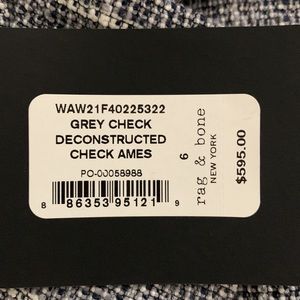 WAW21F40225322
GREY CHECK
DECONSTRUCTED
CHECK AMES
PO-00058988
8 86353 95121 9
6
rag & bone
NEW YORK
$595.00